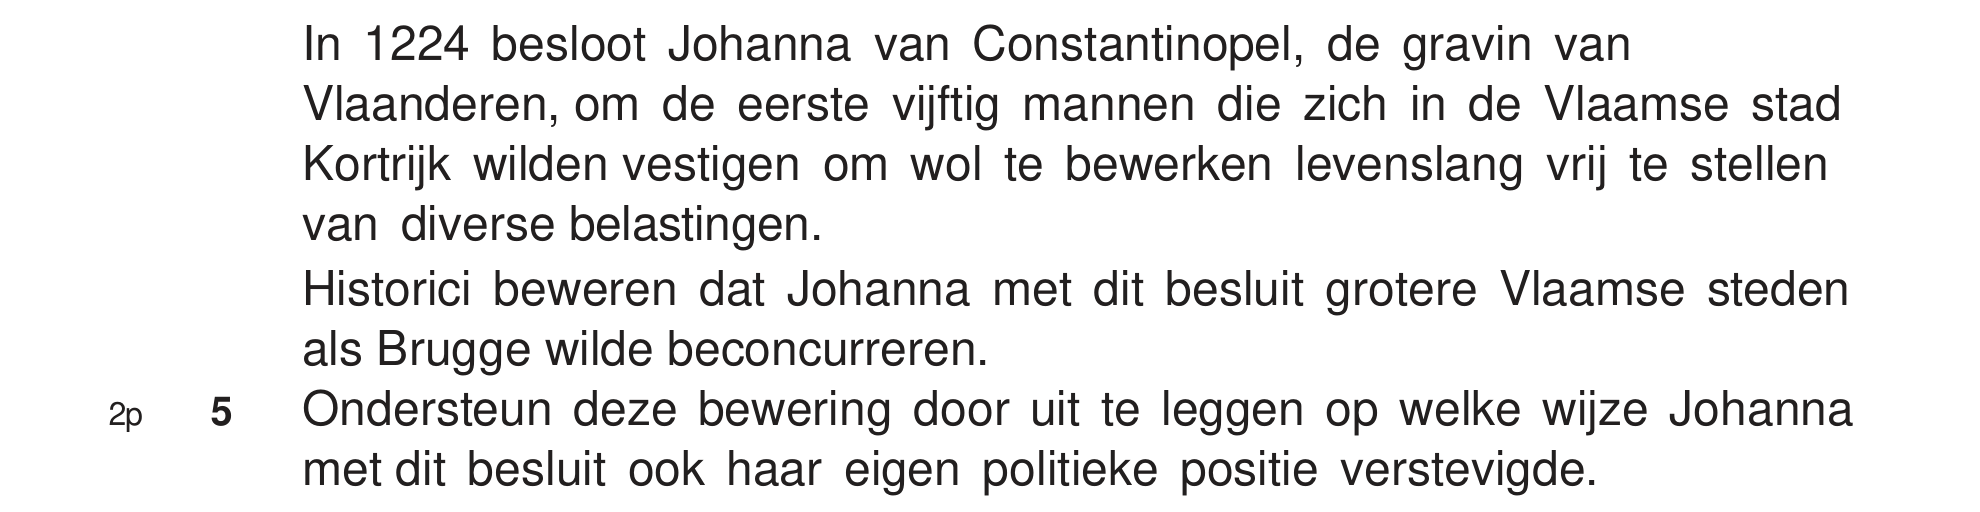 In 1224 besloot Johanna van Constantinopel, de gravin van
Vlaanderen, om de eerste vijftig mannen die zich in de Vlaamse stad
Kortrijk wilden vestigen om wol te bewerken levenslang vrij te stellen
van diverse belastingen.
Historici beweren dat Johanna met dit besluit grotere Vlaamse steden
als Brugge wilde beconcurreren.
2p 5 Ondersteun deze bewering door uit te leggen op welke wijze Johanna
met dit besluit ook haar eigen politieke positie verstevigde.